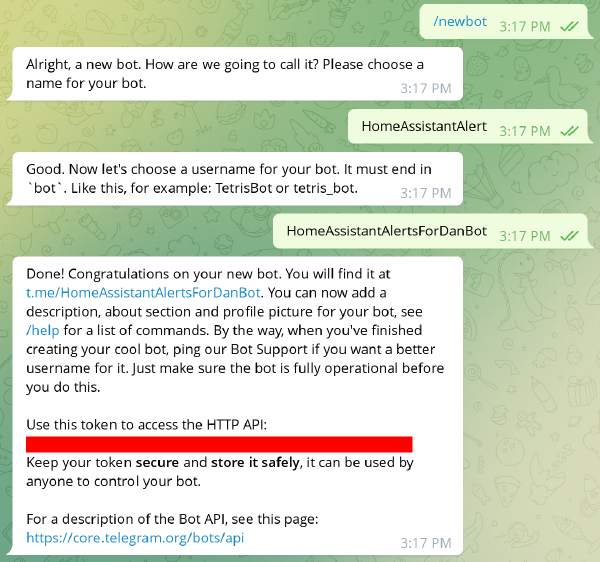 /newbot 3:17 PM
Alright, a new bot. How are we going to call it? Please choose a
name for your bot. 3:17 PM
HomeAssistantAlert 3:17 PM
Good. Now let's choose a username for your bot. It must end in
`bot`. Like this, for example: TetrisBot or tetris_bot. 3:17 PM
HomeAssistantAlertsForDanBot 3:17 PM
Done! Congratulations on your new bot. You will find it at
t.me/HomeAssistantAlertsForDanBot. You can now add a
description, about section and profile picture for your bot, see
/help for a list of commands. By the way, when you've finished
creating your cool bot, ping our Bot Support if you want a better
username for it. Just make sure the bot is fully operational before
you do this.
Use this token to access the HTTP API:
Keep your token secure and store it safely, it can be used by
anyone to control your bot.
For a description of the Bot API, see this page:
https://core.telegram.org/bots/api 3:17 PM